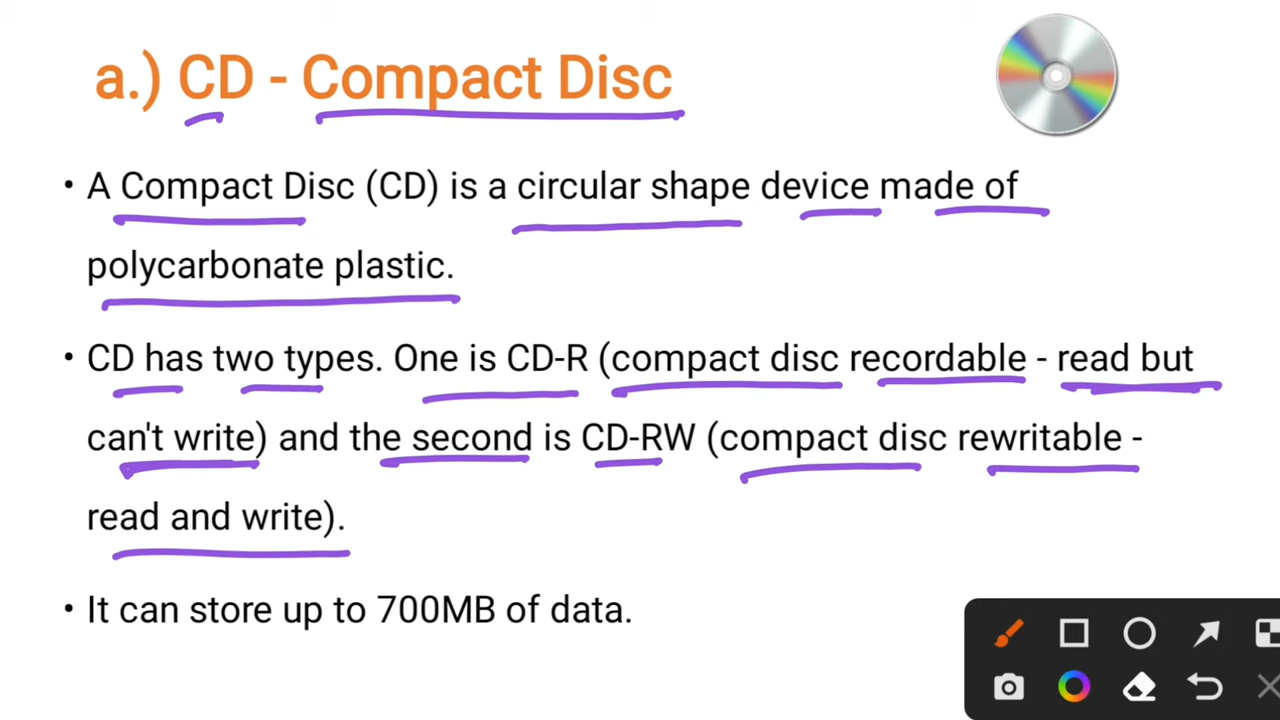 a.) CD - Compact Disc
• A Compact Disc (CD) is a circular shape device made of
polycarbonate plastic.
• CD has two types. One is CD-R (compact disc recordable - read but
can't write) and the second is CD-RW (compact disc rewritable -
read and write).
• It can store up to 700MB of data.